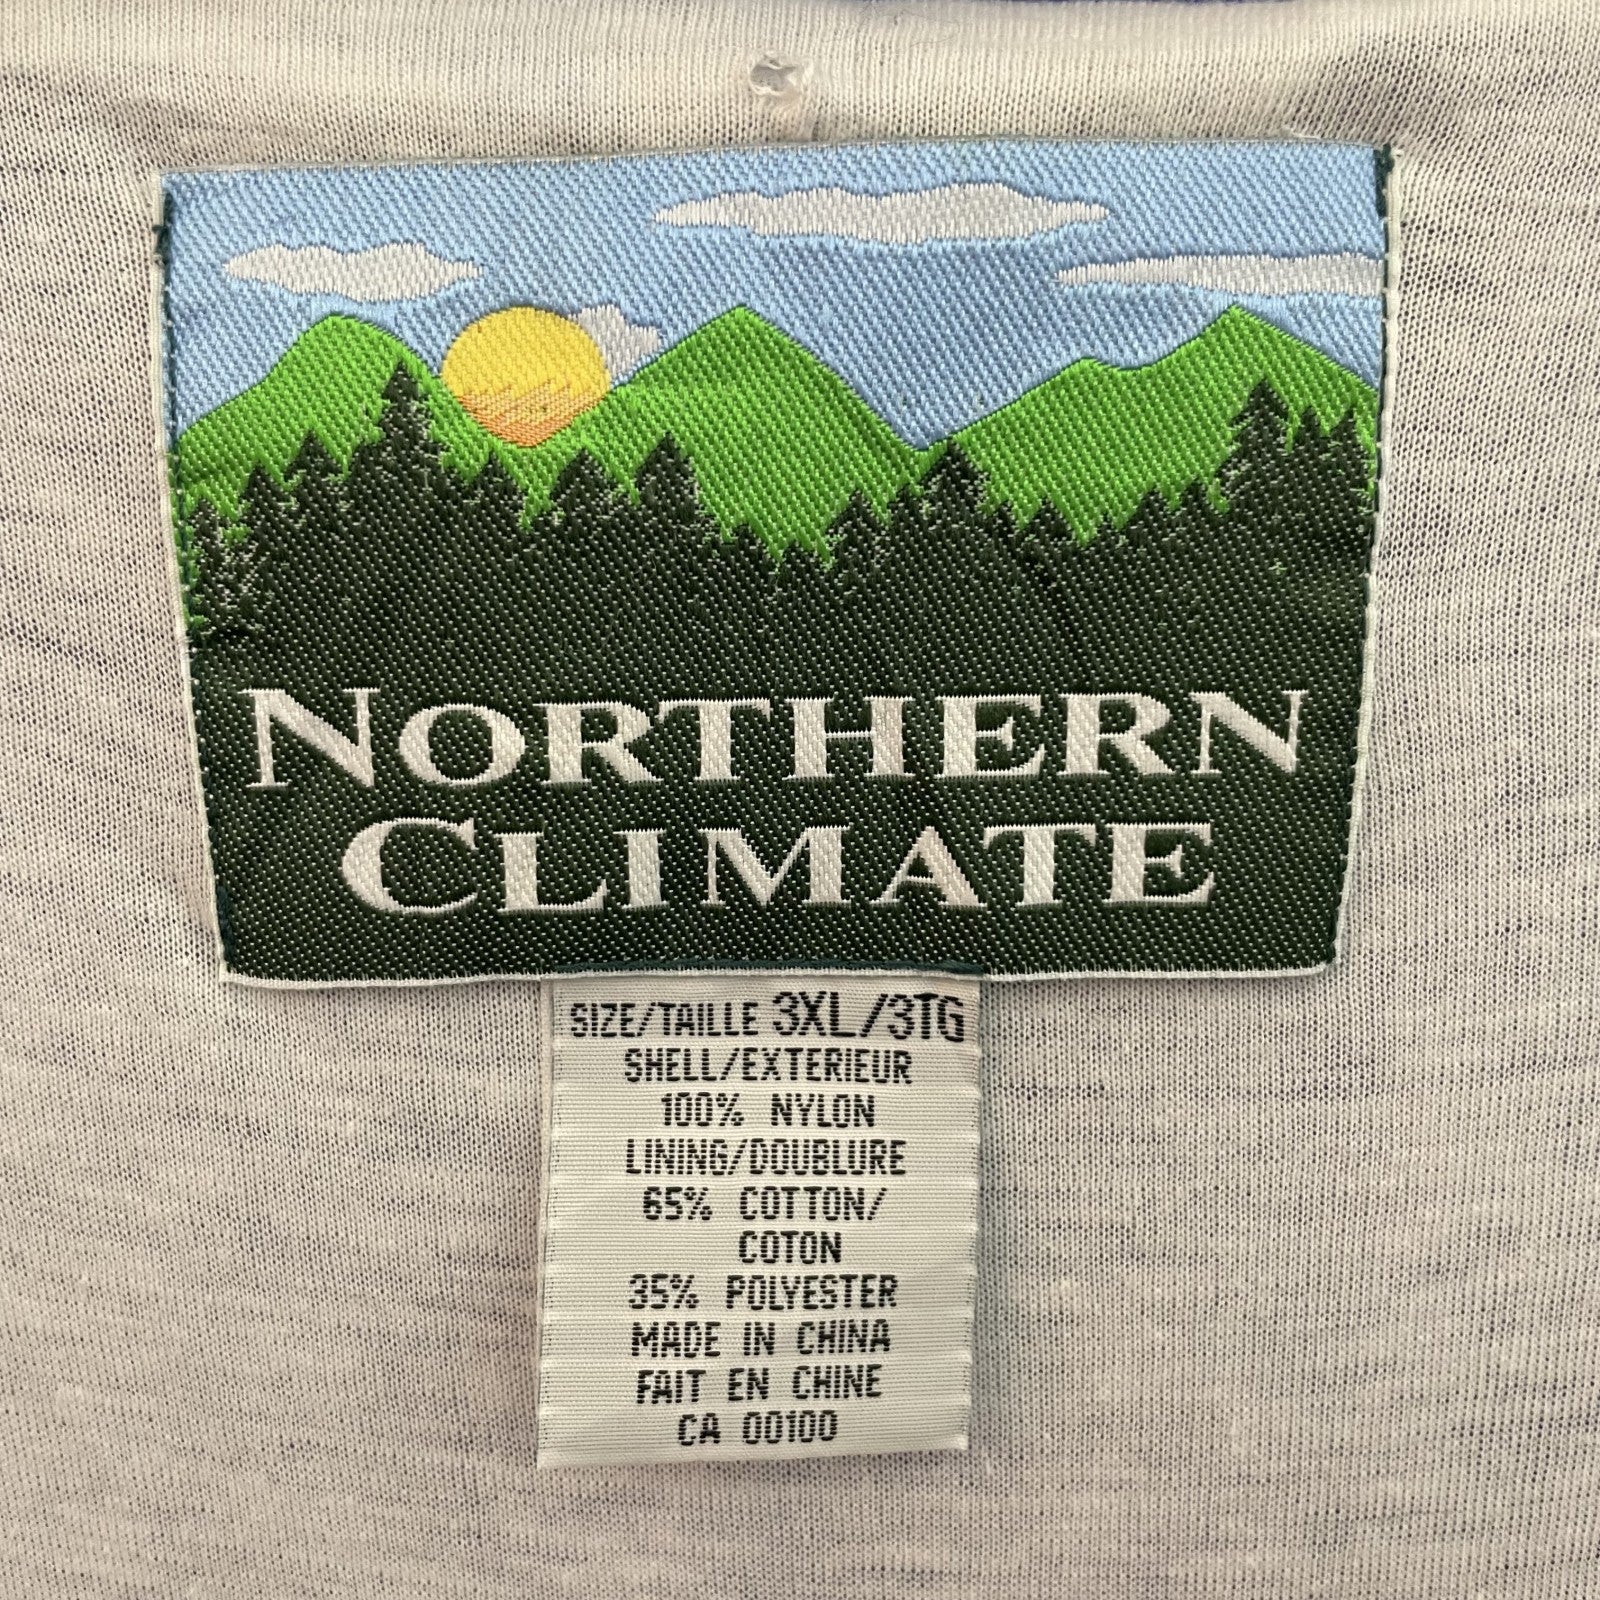 NORTHERN
CLIMATE
SIZE/TAILLE 3XL/3TG
SHELL/EXTERIEUR
100% NYLON
LINING/DOUBLURE
65% COTTON/
COTON
35% POLYESTER
MADE IN CHINA
FAIT EN CHINE
CA 00100